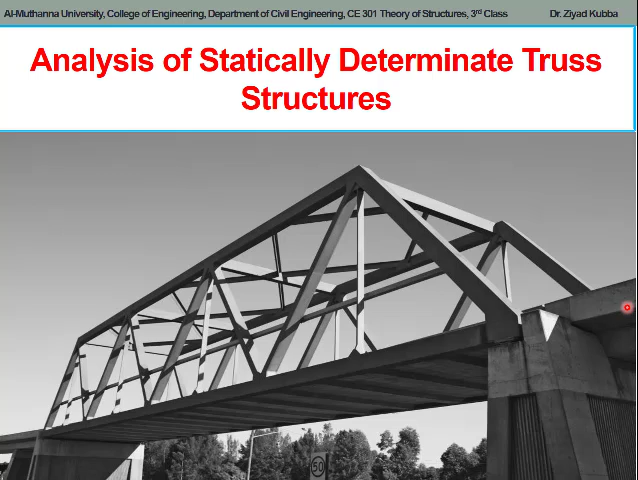 Al-Muthanna University, College of Engineering, Department of Civil Engineering, CE 301 Theory of Structures, 3rd Class Dr. Ziyad Kubba
Analysis of Statically Determinate Truss
Structures
50